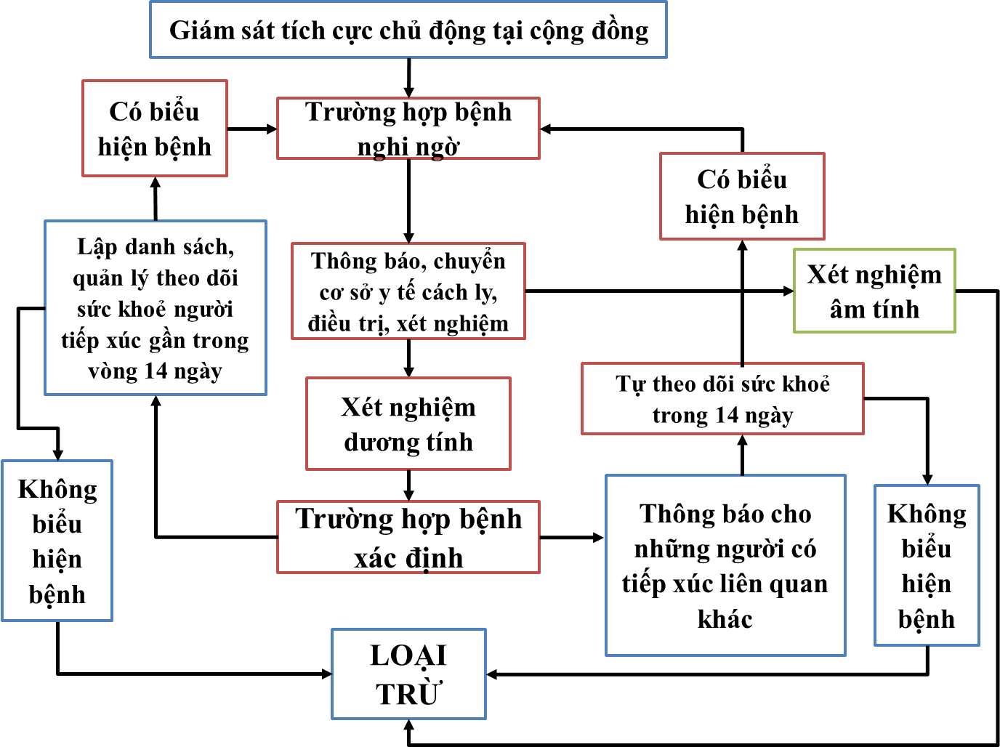 Giám sát tích cực chủ động tại cộng đồng
Có biểu
hiện bệnh
Trường hợp bệnh
nghi ngờ
Có biểu
hiện bệnh
Lập danh sách,
quản lý theo dõi
sức khoẻ người
tiếp xúc gần trong
vòng 14 ngày
Thông báo, chuyển
cơ sở y tế cách ly,
điều trị, xét nghiệm
Xét nghiệm
âm tính
Xét nghiệm
dương tính
Tự theo dõi sức khoẻ
trong 14 ngày
Không
biểu
hiện
bệnh
Trường hợp bệnh
xác định
Thông báo cho
những người có
tiếp xúc liên quan
khác
Không
biểu
hiện
bệnh
LOẠI
TRỪ